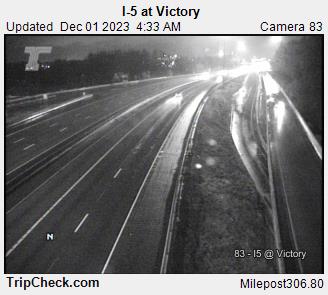 I-5 at Victory
Updated Dec 01 2023 4:33 AM Camera 83
T
N
83 - I5 @ Victory
TripCheck.com Milepost306.80